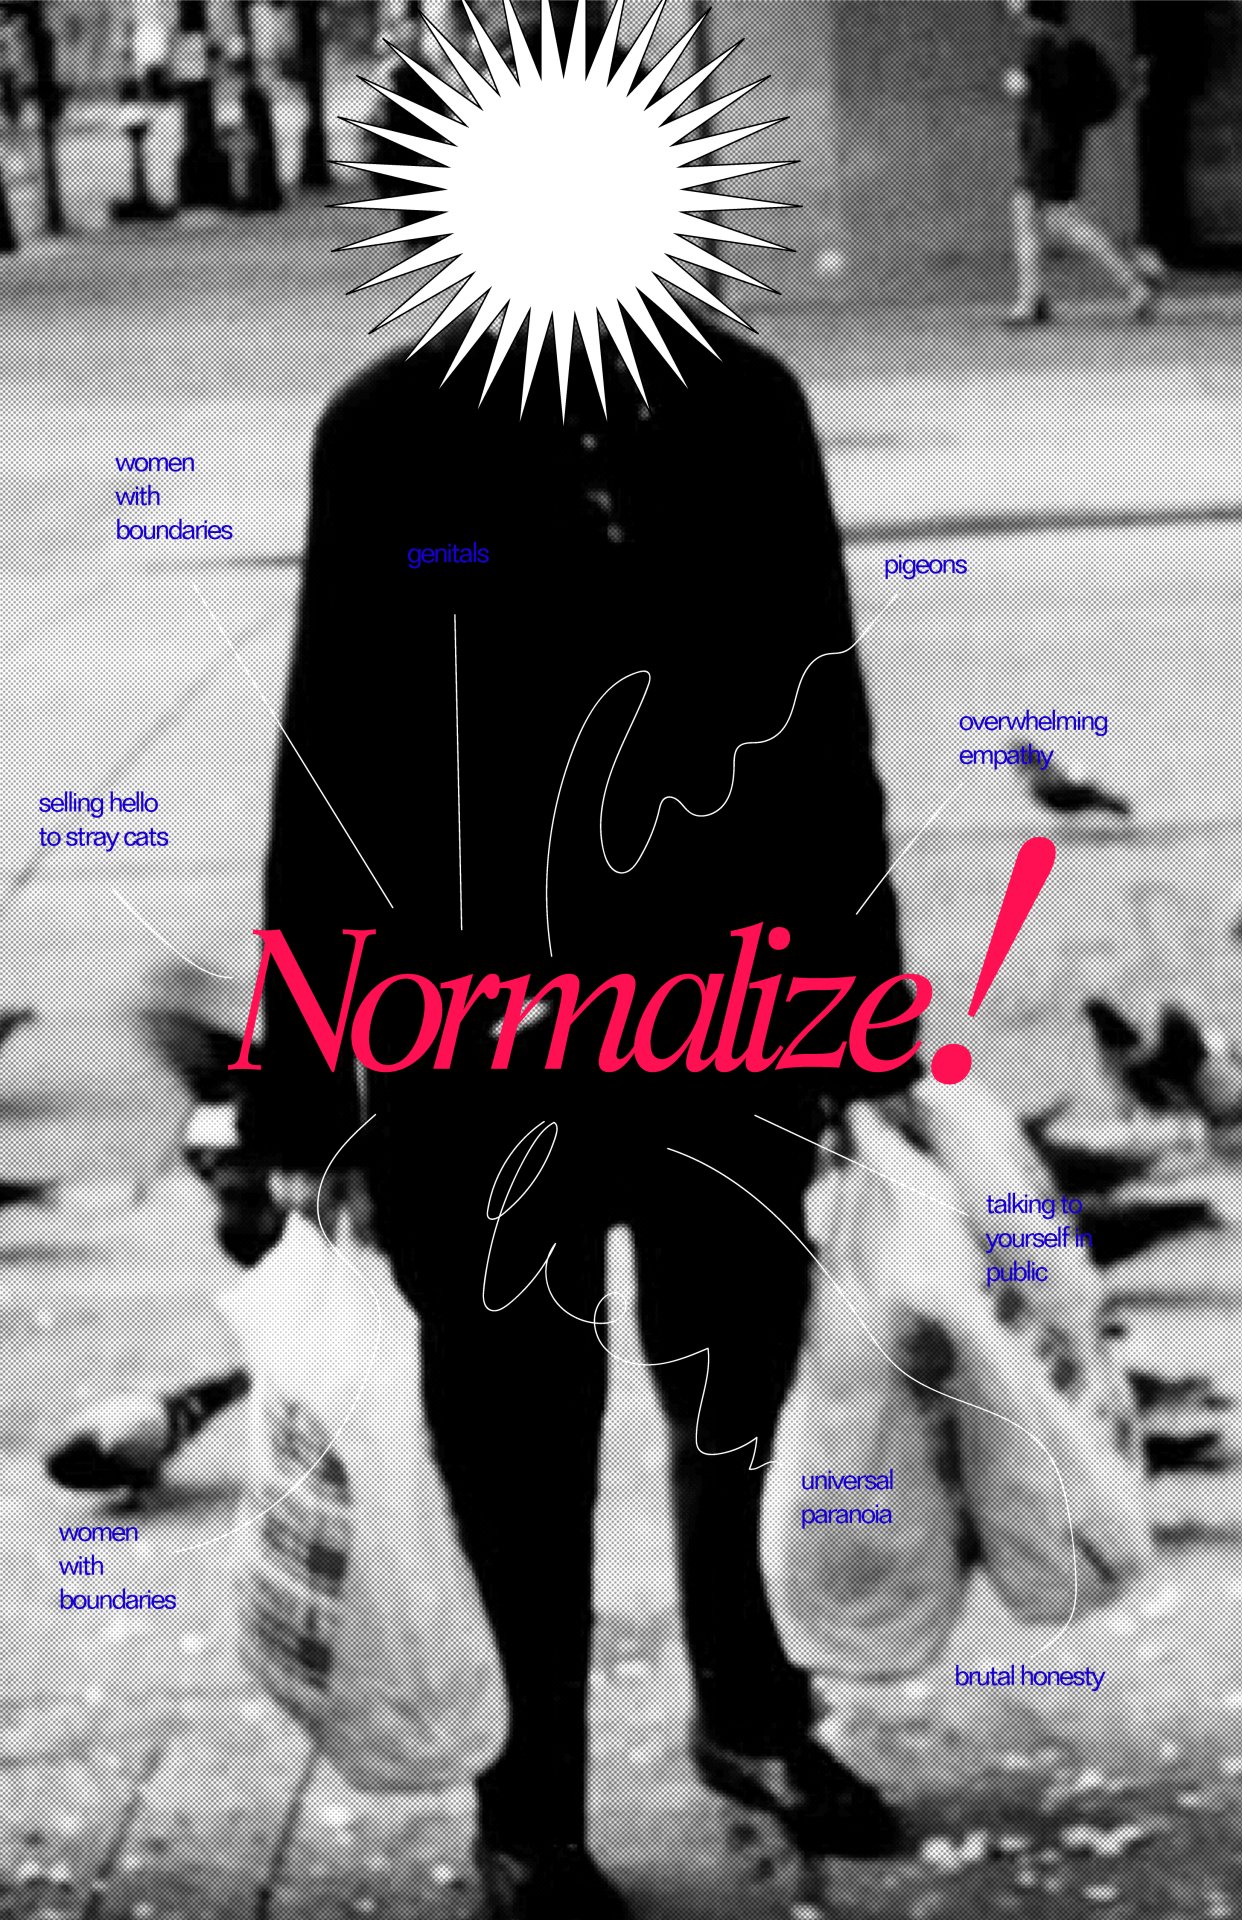 women
with
boundaries
genitals
pigeons
overwhelming
empathy
selling hello
to stray cats
Normalize!
talking to
yourself in
public
universal
paranoia
women
with
boundaries
brutal honesty